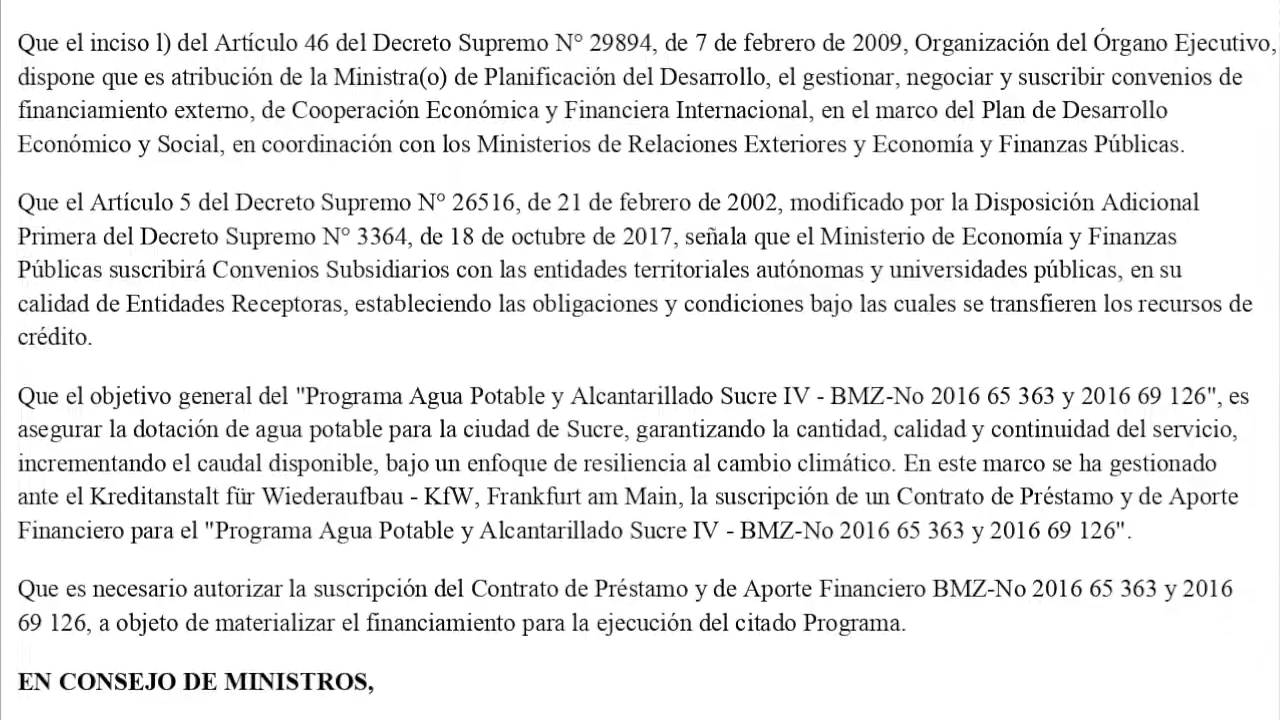 Que el inciso l) del Artículo 46 del Decreto Supremo N° 29894, de 7 de febrero de 2009, Organización del Órgano Ejecutivo,
dispone que es atribución de la Ministra(o) de Planificación del Desarrollo, el gestionar, negociar y suscribir convenios de
financiamiento externo, de Cooperación Económica y Financiera Internacional, en el marco del Plan de Desarrollo
Económico y Social, en coordinación con los Ministerios de Relaciones Exteriores y Economía y Finanzas Públicas.
Que el Artículo 5 del Decreto Supremo N° 26516, de 21 de febrero de 2002, modificado por la Disposición Adicional
Primera del Decreto Supremo N° 3364, de 18 de octubre de 2017, señala que el Ministerio de Economía y Finanzas
Públicas suscribirá Convenios Subsidiarios con las entidades territoriales autónomas y universidades públicas, en su
calidad de Entidades Receptoras, estableciendo las obligaciones y condiciones bajo las cuales se transfieren los recursos de
crédito.
Que el objetivo general del "Programa Agua Potable y Alcantarillado Sucre IV - BMZ-No 2016 65 363 y 2016 69 126", es
asegurar la dotación de agua potable para la ciudad de Sucre, garantizando la cantidad, calidad y continuidad del servicio,
incrementando el caudal disponible, bajo un enfoque de resiliencia al cambio climático. En este marco se ha gestionado
ante el Kreditanstalt für Wiederaufbau - KfW, Frankfurt am Main, la suscripción de un Contrato de Préstamo y de Aporte
Financiero para el "Programa Agua Potable y Alcantarillado Sucre IV - BMZ-No 2016 65 363 y 2016 69 126".
Que es necesario autorizar la suscripción del Contrato de Préstamo y de Aporte Financiero BMZ-No 2016 65 363 y 2016
69 126, a objeto de materializar el financiamiento para la ejecución del citado Programa.
EN CONSEJO DE MINISTROS,